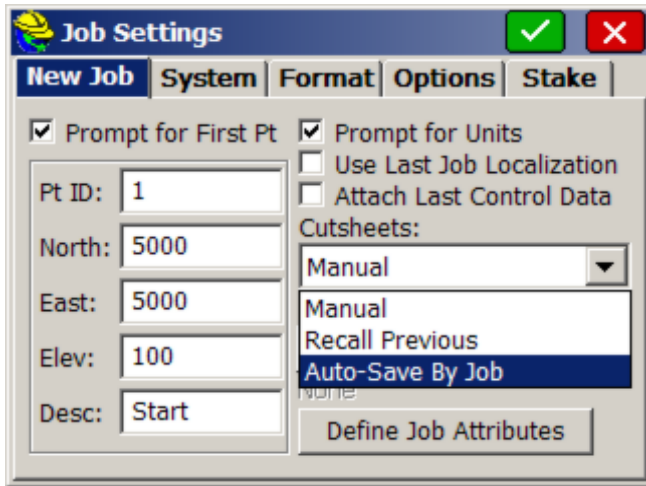 Job Settings
New Job System Format Options Stake
Prompt for First Pt
Pt ID: 1
North: 5000
East: 5000
Elev: 100
Desc: Start
Prompt for Units
Use Last Job Localization
Attach Last Control Data
Cutsheets:
Manual
Manual
Recall Previous
Auto-Save By Job
None
Define Job Attributes